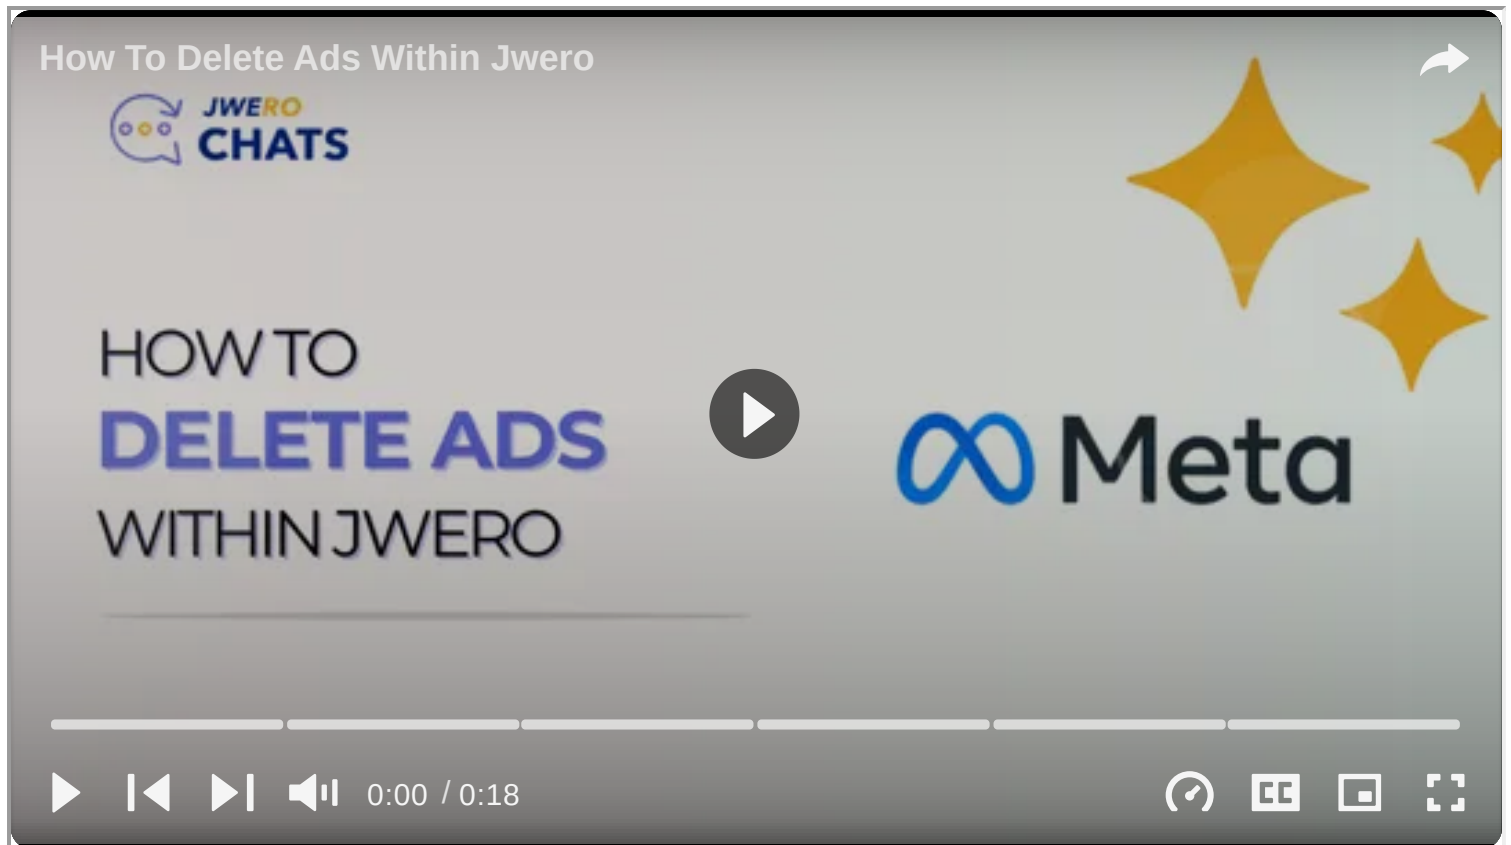 How To Delete Ads Within Jwero
JWERO
CHATS
HOW TO
DELETE ADS
WITHIN JWERO
Meta
0:00 / 0:18
CC